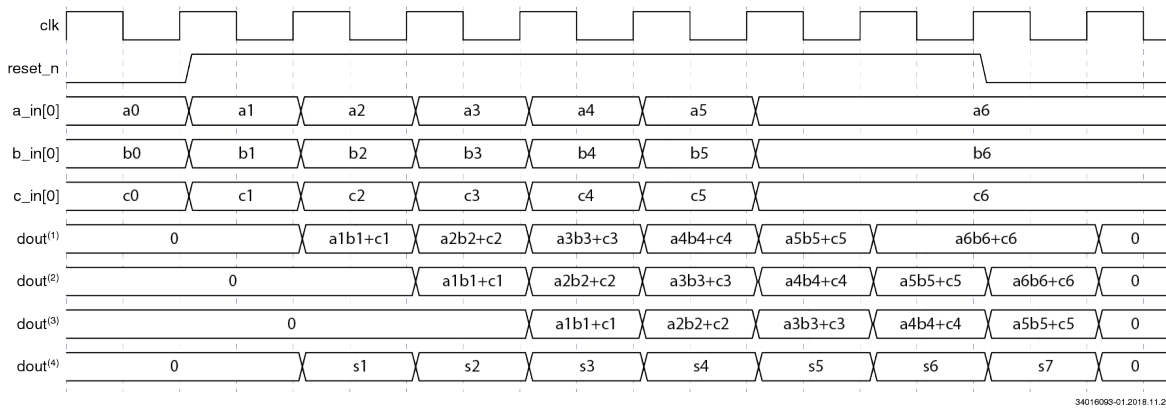 clk
reset_n
a_in[0] a0 a1 a2 a3 a4 a5 a6
b_in[0] b0 b1 b2 b3 b4 b5 b6
c_in[0] c0 c1 c2 c3 c4 c5 c6
dout(1) 0 a1b1+c1 a2b2+c2 a3b3+c3 a4b4+c4 a5b5+c5 a6b6+c6 0
dout(2) 0 a1b1+c1 a2b2+c2 a3b3+c3 a4b4+c4 a5b5+c5 a6b6+c6 0
dout(3) 0 a1b1+c1 a2b2+c2 a3b3+c3 a4b4+c4 a5b5+c5 0
dout(4) 0 s1 s2 s3 s4 s5 s6 s7 0
34016093-01.2018.11.2